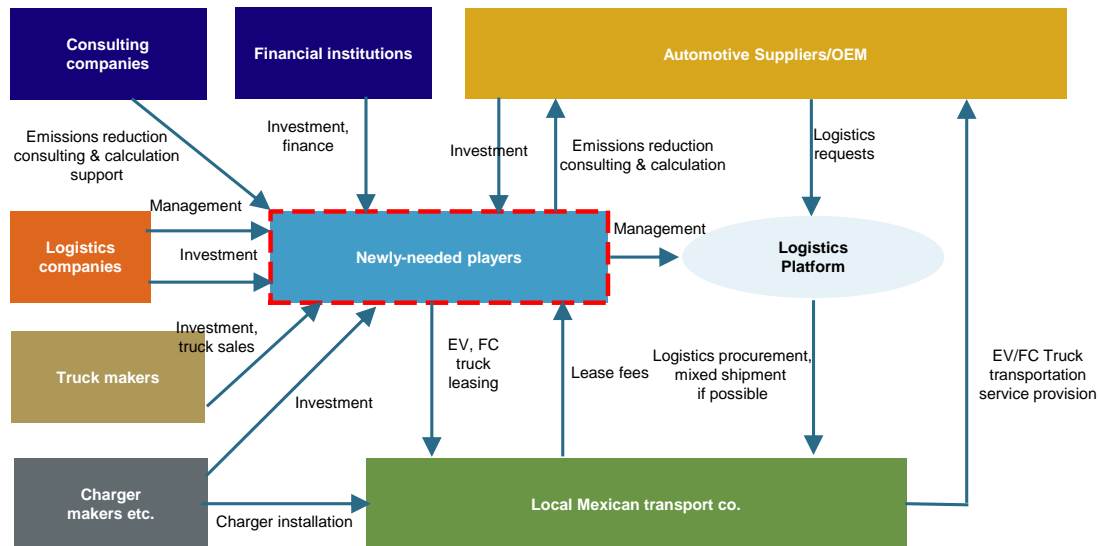 Consulting
companies
Financial institutions
Automotive Suppliers/OEM
Emissions reduction
consulting & calculation
support
Investment,
finance
Investment
Emissions reduction
consulting & calculation
Logistics
requests
Management
Logistics
companies
Investment
Newly-needed players
Management
Logistics
Platform
Investment,
truck sales
Truck makers
EV, FC
truck
leasing
Lease fees
Logistics procurement,
mixed shipment
if possible
EV/FC Truck
transportation
service provision
Investment
Charger
makers etc.
Charger installation
Local Mexican transport co.